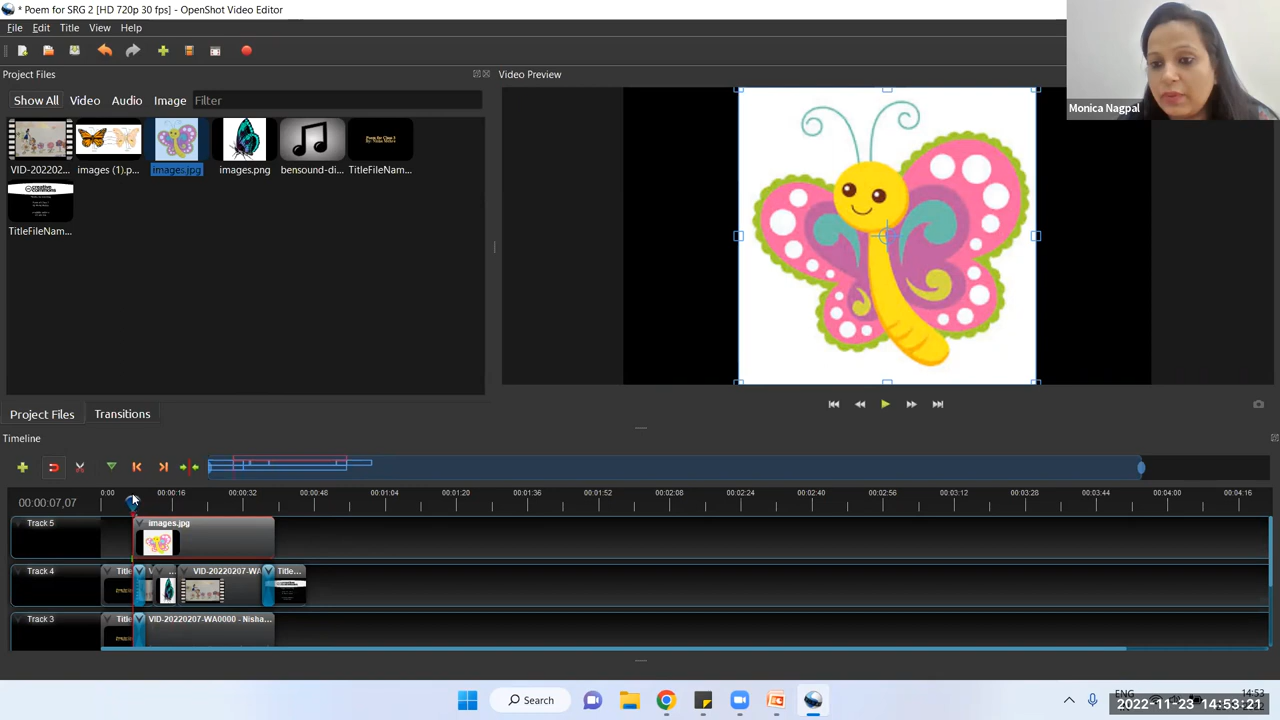 * Poem for SRG 2 [HD 720p 30 fps] - OpenShot Video Editor
File Edit Title View Help
Project Files
Video Preview
Monica Nagpal
Show All Video Audio Image Filter
VID-202202... images (1).p... images.jpg images.png bensound-di... TitleFileNam...
creative commons
TitleFileNam...
Project Files Transitions
Timeline
00:00:07,07
0:00 00:00:16 00:00:32 00:00:48 00:01:04 00:01:20 00:01:36 00:01:52 00:02:08 00:02:24 00:02:40 00:02:56 00:03:12 00:03:28 00:03:44 00:04:00 00:04:16
Track 5 images.jpg
Track 4 Title VID-20220207-WA Title...
Track 3 Title VID-20220207-WA0000 - Nisha...
Search
ENG 14:53
2022-11-23 14:53:21